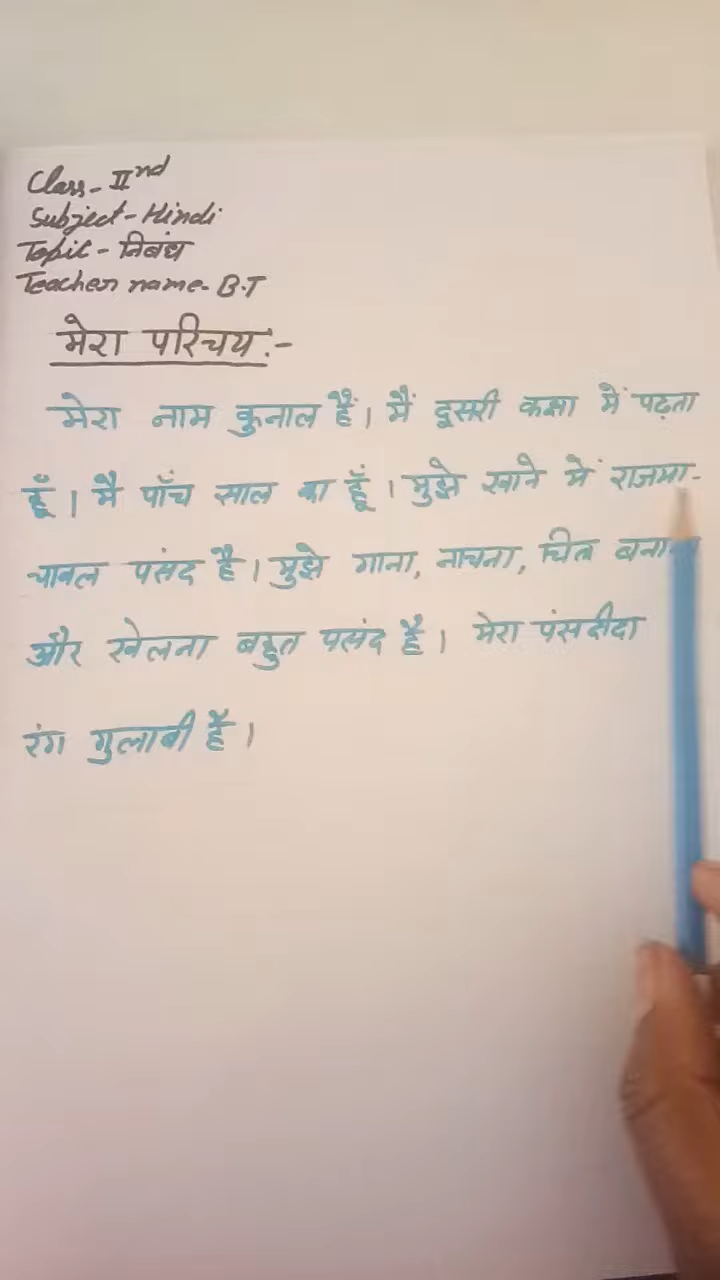 Class - IInd
Subject - Hindi
Topic - निबंध
Teacher name - B.T
मेरा परिचय :-
मेरा नाम कुनाल हैं। मैं दूसरी कक्षा में पढ़ता
हूँ। मै पाँच साल का हूँ। मुझे खाने में राजमा-
चावल पसंद है। मुझे गाना, नाचना, चित्र
और खेलना बहुत पसंद है। मेरा पंसदीदा
रंग गुलाबी है।